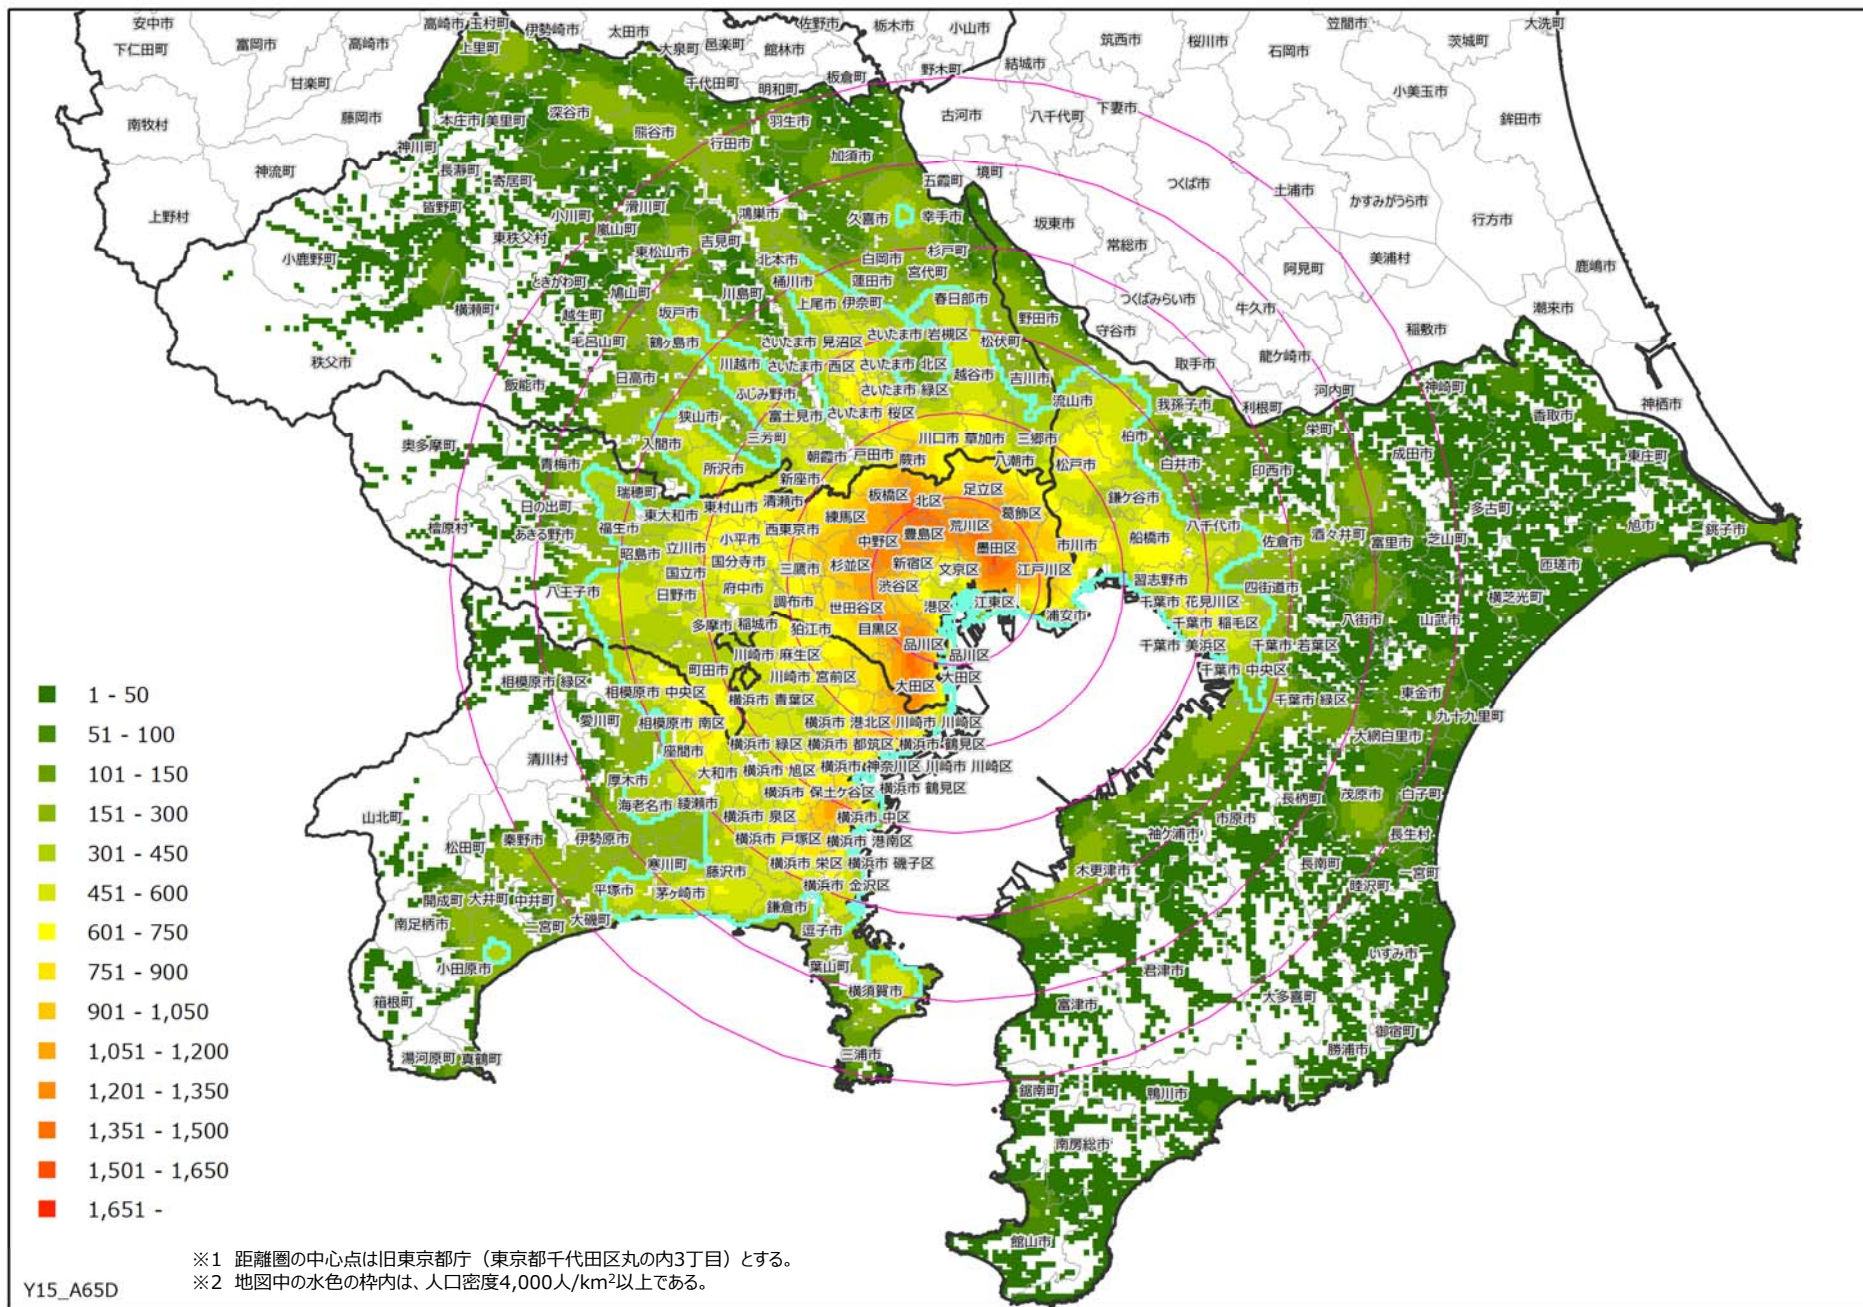 安中市
高崎市
玉村町
伊勢崎市
太田市
佐野市
栃木市
小山市
笠間市
大洗町
下仁田町
富岡市
高崎市
上里町
大泉町
邑楽町
館林市
筑西市
桜川市
石岡市
茨城町
甘楽町
千代田町
明和町
板倉町
野木町
結城市
小美玉市
南牧村
藤岡市
本庄市
美里町
深谷市
熊谷市
行田市
羽生市
古河市
八千代町
下妻市
鉾田市
神川町
神流町
長瀞町
寄居町
加須市
五霞町
境町
つくば市
土浦市
かすみがうら市
上野村
皆野町
小川町
滑川町
嵐山町
鴻巣市
久喜市
幸手市
坂東市
行方市
小鹿野町
東秩父村
東松山市
吉見町
北本市
白岡市
杉戸町
常総市
阿見町
美浦村
鹿嶋市
ときがわ町
鳩山町
川島町
桶川市
蓮田市
宮代町
横瀬町
越生町
坂戸市
上尾市
伊奈町
春日部市
野田市
つくばみらい市
牛久市
潮来市
秩父市
毛呂山町
鶴ヶ島市
さいたま市 見沼区
さいたま市 岩槻区
松伏町
守谷市
稲敷市
飯能市
日高市
川越市
さいたま市 西区
さいたま市 北区
越谷市
吉川市
取手市
龍ケ崎市
河内町
神崎町
ふじみ野市
さいたま市 緑区
流山市
我孫子市
利根町
香取市
神栖市
狭山市
富士見市
さいたま市 桜区
栄町
奥多摩町
入間市
三芳町
川口市
草加市
三郷市
柏市
成田市
東庄町
青梅市
所沢市
朝霞市
戸田市
蕨市
八潮市
松戸市
白井市
印西市
瑞穂町
新座市
板橋区
北区
足立区
鎌ケ谷市
日の出町
東大和市
東村山市
清瀬市
練馬区
葛飾区
多古町
檜原村
あきる野市
福生市
西東京市
豊島区
荒川区
八千代市
旭市
銚子市
昭島市
立川市
小平市
中野区
墨田区
市川市
船橋市
佐倉市
酒々井町
富里市
芝山町
国分寺市
国立市
三鷹市
杉並区
新宿区
文京区
江戸川区
匝瑳市
八王子市
日野市
府中市
渋谷区
習志野市
四街道市
横芝光町
調布市
世田谷区
港区
江東区
浦安市
千葉市 花見川区
八街市
山武市
多摩市
稲城市
狛江市
目黒区
千葉市 稲毛区
品川区
品川区
千葉市 美浜区
千葉市 若葉区
川崎市 麻生区
町田市
川崎市 宮前区
大田区
大田区
千葉市 中央区
相模原市 緑区
相模原市 中央区
横浜市 青葉区
千葉市 緑区
東金市
九十九里町
愛川町
相模原市 南区
横浜市 港北区
川崎市 川崎区
大網白里市
座間市
横浜市 緑区
横浜市 都筑区
横浜市 鶴見区
清川村
厚木市
大和市
横浜市 旭区
横浜市 神奈川区
川崎市 川崎区
海老名市
綾瀬市
横浜市 保土ケ谷区
横浜市 鶴見区
長柄町
茂原市
白子町
山北町
横浜市 泉区
横浜市 中区
市原市
秦野市
伊勢原市
横浜市 戸塚区
横浜市 港南区
袖ケ浦市
長生村
松田町
寒川町
藤沢市
横浜市 栄区
横浜市 磯子区
木更津市
長南町
一宮町
平塚市
茅ヶ崎市
横浜市 金沢区
睦沢町
開成町
大井町
中井町
鎌倉市
南足柄市
二宮町
大磯町
逗子市
小田原市
葉山町
君津市
いすみ市
横須賀市
富津市
大多喜町
箱根町
御宿町
湯河原町
真鶴町
三浦市
勝浦市
鋸南町
鴨川市
南房総市
館山市
1 - 50
51 - 100
101 - 150
151 - 300
301 - 450
451 - 600
601 - 750
751 - 900
901 - 1,050
1,051 - 1,200
1,201 - 1,350
1,351 - 1,500
1,501 - 1,650
1,651 -
※1 距離圏の中心点は旧東京都庁（東京都千代田区丸の内3丁目）とする。
※2 地図中の水色の枠内は、人口密度4,000人/km²以上である。
Y15_A65D